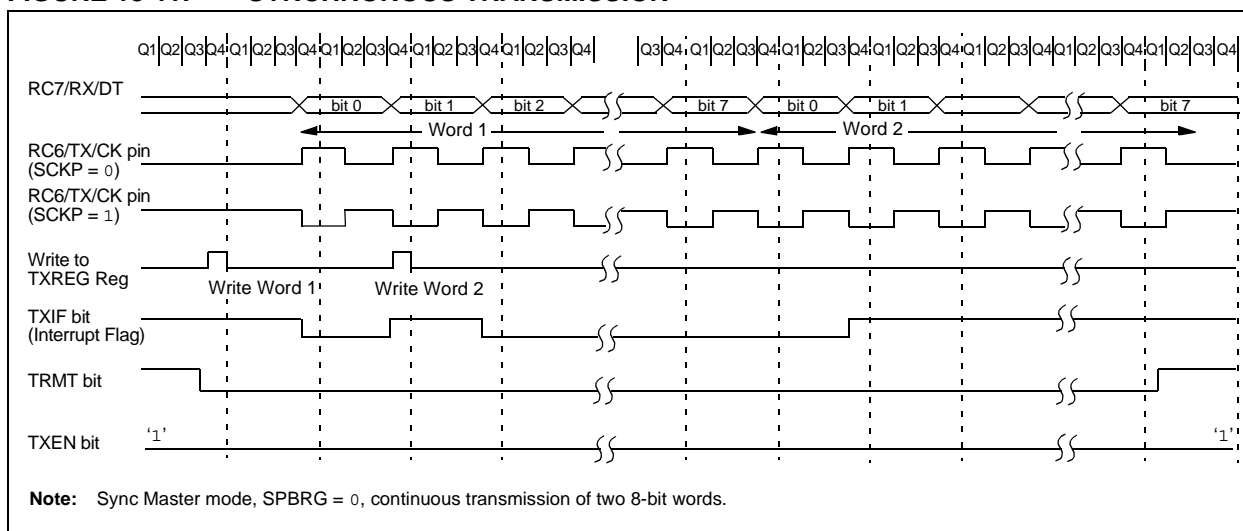 Q1 Q2 Q3 Q4 Q1 Q2 Q3 Q4 Q1 Q2 Q3 Q4 Q1 Q2 Q3 Q4 Q1 Q2 Q3 Q4 Q3 Q4 Q1 Q2 Q3 Q4 Q1 Q2 Q3 Q4 Q1 Q2 Q3 Q4 Q1 Q2 Q3 Q4 Q1 Q2 Q3 Q4 Q1 Q2 Q3 Q4
RC7/RX/DT
bit 0 bit 1 bit 2 bit 7 bit 0 bit 1 bit 7
Word 1 Word 2
RC6/TX/CK pin
(SCKP = 0)
RC6/TX/CK pin
(SCKP = 1)
Write to
TXREG Reg
Write Word 1 Write Word 2
TXIF bit
(Interrupt Flag)
TRMT bit
TXEN bit
‘1’ ‘1’
Note: Sync Master mode, SPBRG = 0, continuous transmission of two 8-bit words.